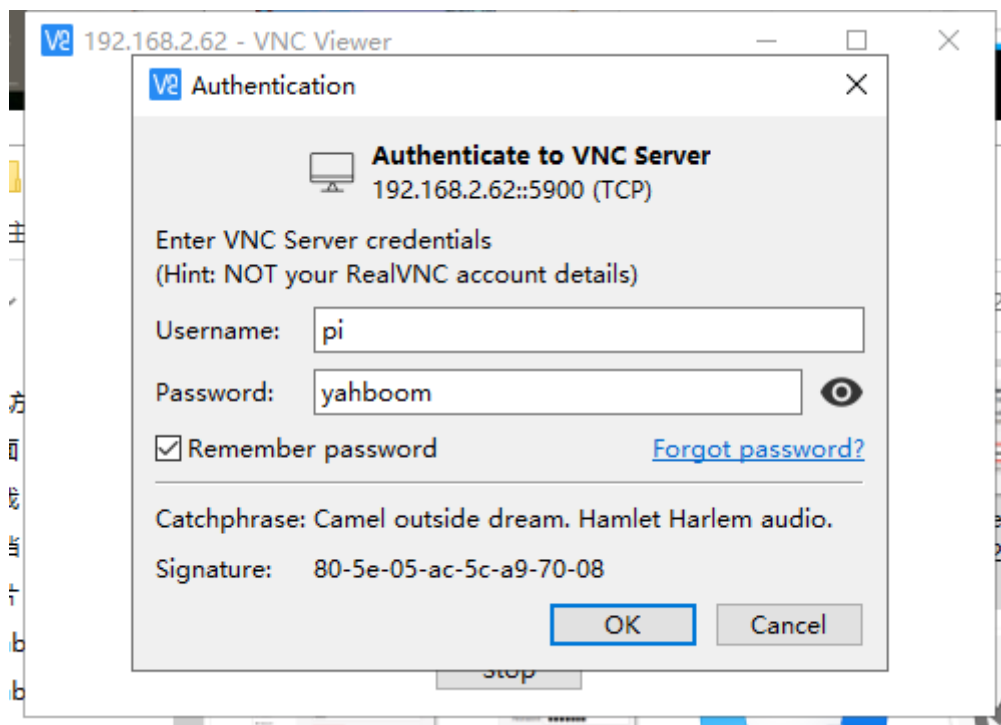 192.168.2.62 - VNC Viewer
Authentication
Authenticate to VNC Server
192.168.2.62::5900 (TCP)
Enter VNC Server credentials
(Hint: NOT your RealVNC account details)
Username: pi
Password: yahboom
Remember password Forgot password?
Catchphrase: Camel outside dream. Hamlet Harlem audio.
Signature: 80-5e-05-ac-5c-a9-70-08
OK Cancel
Stop